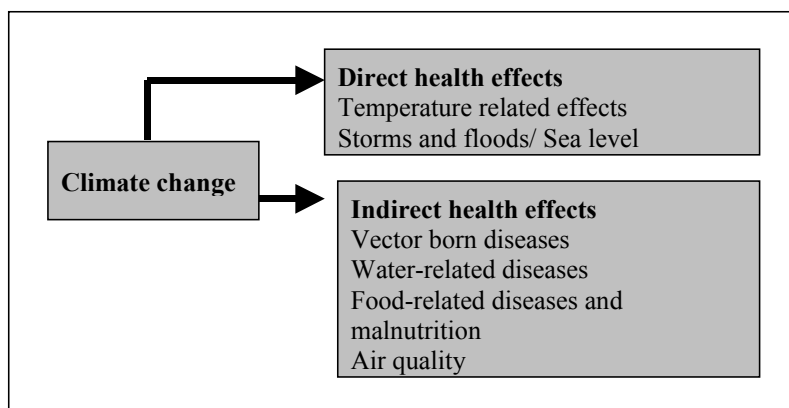 Direct health effects
Temperature related effects
Storms and floods/ Sea level
Climate change
Indirect health effects
Vector born diseases
Water-related diseases
Food-related diseases and
malnutrition
Air quality